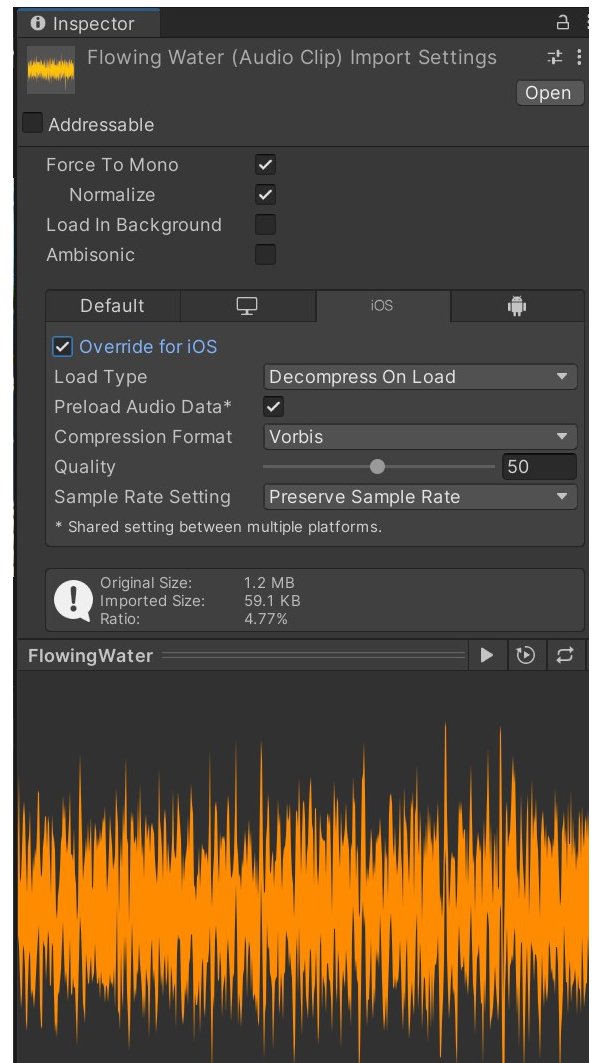 Inspector
Flowing Water (Audio Clip) Import Settings
Open
Addressable
Force To Mono
Normalize
Load In Background
Ambisonic
Default iOS
Override for iOS
Load Type Decompress On Load
Preload Audio Data*
Compression Format Vorbis
Quality 50
Sample Rate Setting Preserve Sample Rate
* Shared setting between multiple platforms.
Original Size: 1.2 MB
Imported Size: 59.1 KB
Ratio: 4.77%
FlowingWater